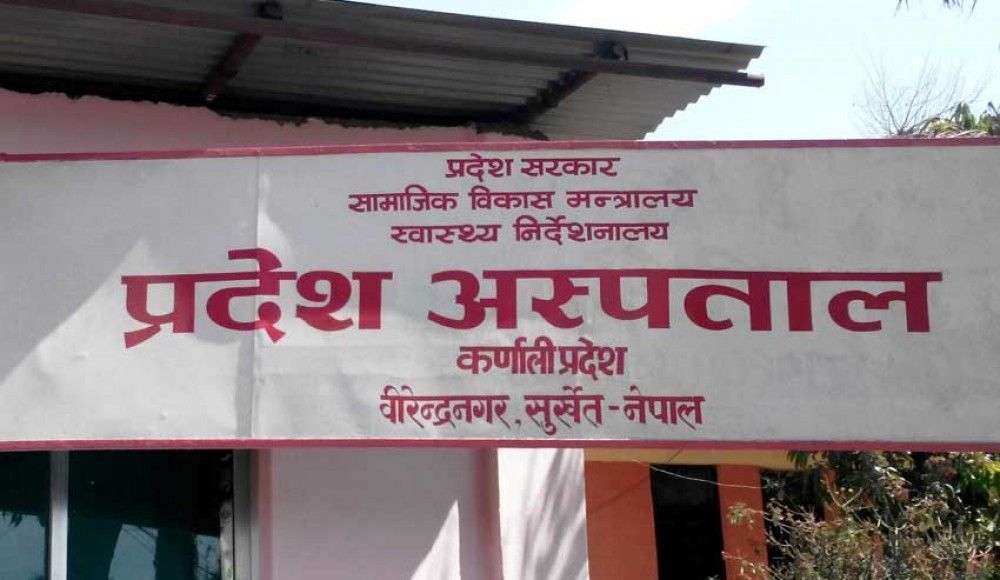 प्रदेश सरकार
सामाजिक विकास मन्त्रालय
स्वास्थ्य निर्देशनालय
प्रदेश अस्पताल
कर्णाली प्रदेश
वीरेन्द्रनगर, सुर्खेत - नेपाल